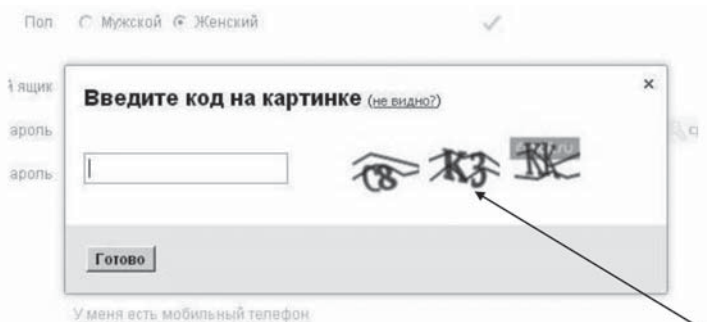 Пол Мужской Женский
й ящик
Введите код на картинке (не видно?)
ароль
ароль
Готово
У меня есть мобильный телефон